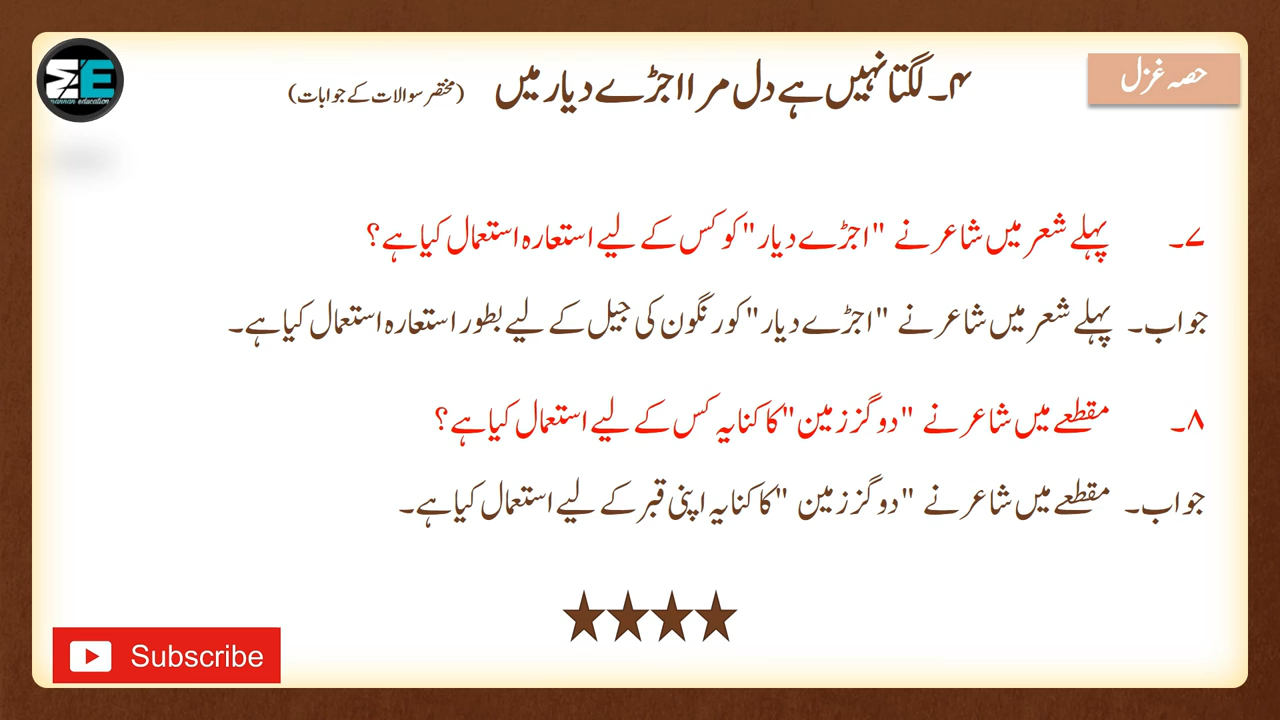 حصہ غزل
۴۔ لگتا نہیں ہے دل مرا اجڑے دیار میں (مختصر سوالات کے جوابات)
ΣE
mannan education
۷۔ پہلے شعر میں شاعر نے "اجڑے دیار" کو کس کے لیے استعارہ استعمال کیا ہے؟
جواب۔ پہلے شعر میں شاعر نے "اجڑے دیار" کو رنگون کی جیل کے لیے بطور استعارہ استعمال کیا ہے۔
۸۔ مقطعے میں شاعر نے "دو گز زمین" کا کنایہ کس کے لیے استعمال کیا ہے؟
جواب۔ مقطعے میں شاعر نے "دو گز زمین" کا کنایہ اپنی قبر کے لیے استعمال کیا ہے۔
Subscribe